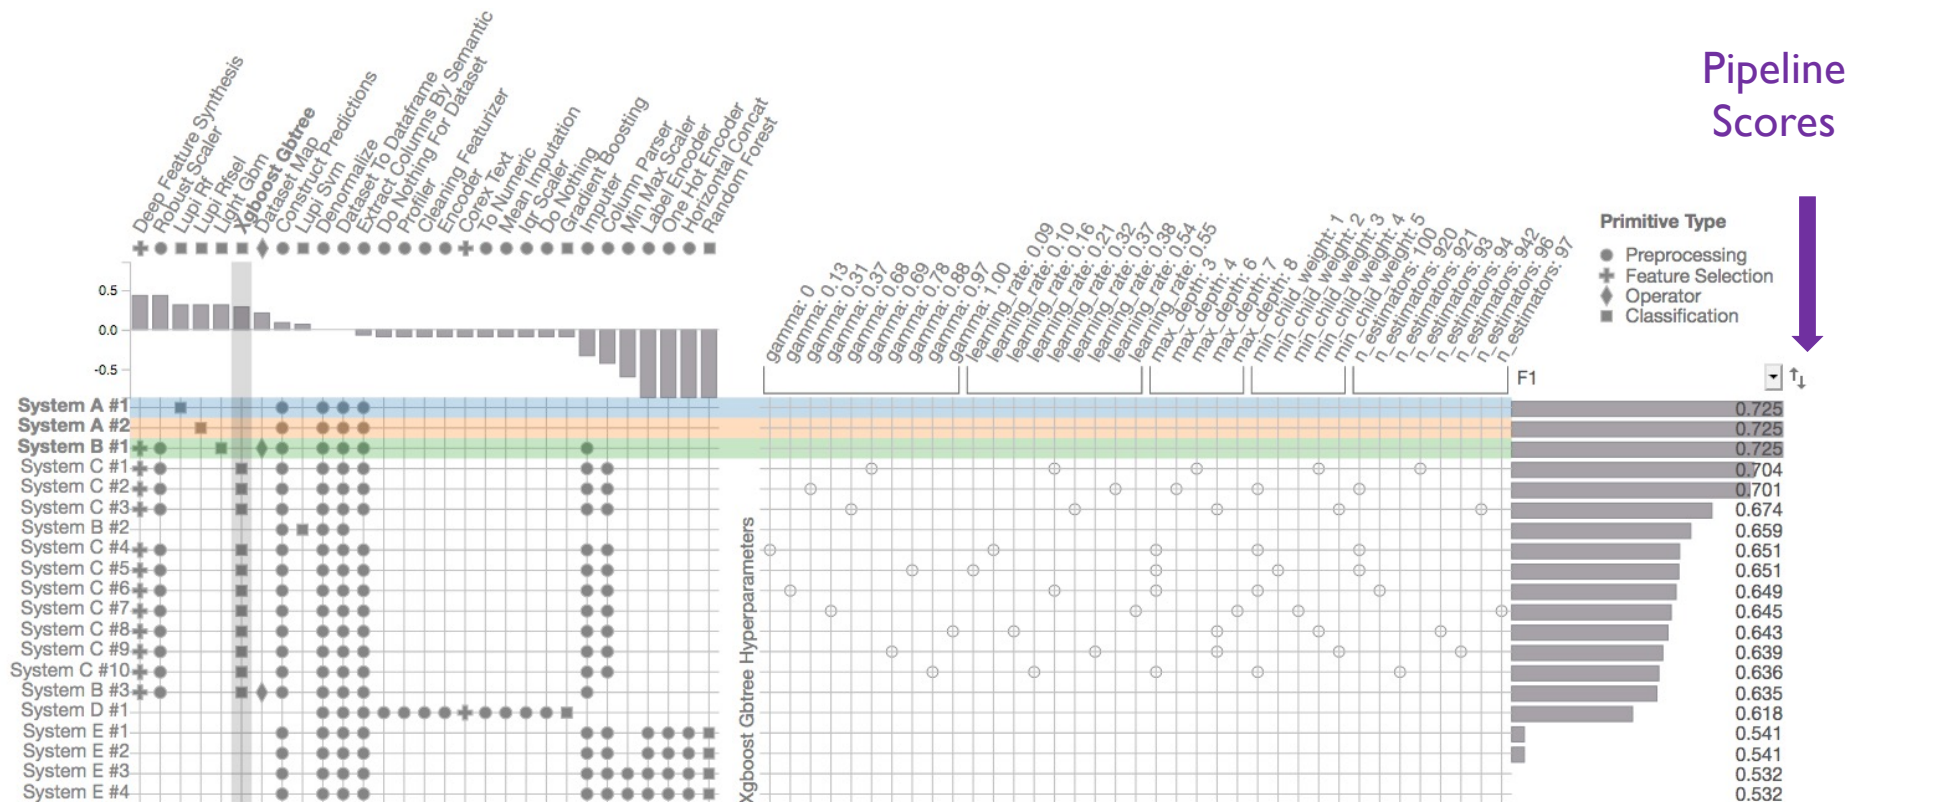 Pipeline
Scores
Deep Feature Synthesis
Robust Scaler
Lupi Rf
Lupi Rfsel
Light Gbm
Xgboost Gbtree
Dataset Map
Construct Predictions
Lupi Svm
Denormalize
Dataset To Dataframe
Extract Columns By Semantic
Do Nothing For Dataset
Profiler
Cleaning Featurizer
Encoder
Corex Text
To Numeric
Mean Imputation
Iqr Scaler
Do Nothing
Gradient Boosting
Imputer
Column Parser
Min Max Scaler
Label Encoder
One Hot Encoder
Horizontal Concat
Random Forest
0.5
0.0
-0.5
gamma: 0
gamma: 0.13
gamma: 0.31
gamma: 0.37
gamma: 0.68
gamma: 0.69
gamma: 0.78
gamma: 0.88
gamma: 0.97
gamma: 1.00
learning_rate: 0.09
learning_rate: 0.10
learning_rate: 0.16
learning_rate: 0.21
learning_rate: 0.32
learning_rate: 0.37
learning_rate: 0.38
learning_rate: 0.54
learning_rate: 0.55
max_depth: 3
max_depth: 4
max_depth: 6
max_depth: 7
max_depth: 8
min_child_weight: 1
min_child_weight: 2
min_child_weight: 3
min_child_weight: 4
min_child_weight: 5
n_estimators: 100
n_estimators: 920
n_estimators: 921
n_estimators: 93
n_estimators: 94
n_estimators: 942
n_estimators: 96
n_estimators: 97
Primitive Type
Preprocessing
Feature Selection
Operator
Classification
F1
System A #1 0.725
System A #2 0.725
System B #1 0.725
System C #1 0.704
System C #2 0.701
System C #3 0.674
System B #2 0.659
System C #4 0.651
System C #5 0.651
System C #6 0.649
System C #7 0.645
System C #8 0.643
System C #9 0.639
System C #10 0.636
System B #3 0.635
System D #1 0.618
System E #1 0.541
System E #2 0.541
System E #3 0.532
System E #4 0.532
Xgboost Gbtree Hyperparameters